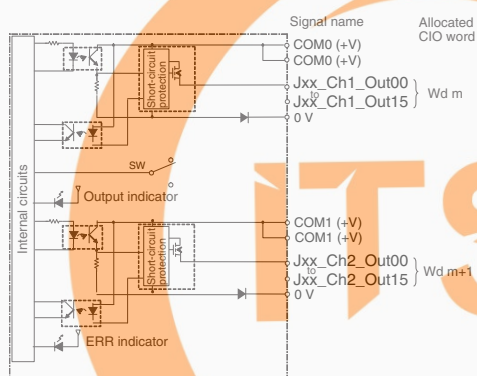 Signal name
Allocated
CIO word
COM0 (+V)
COM0 (+V)
Short-circuit
protection
Jxx_Ch1_Out00
to
Jxx_Ch1_Out15
Wd m
0 V
SW
Output indicator
Internal circuits
COM1 (+V)
COM1 (+V)
Short-circuit
protection
Jxx_Ch2_Out00
to
Jxx_Ch2_Out15
Wd m+1
0 V
ERR indicator
iTS